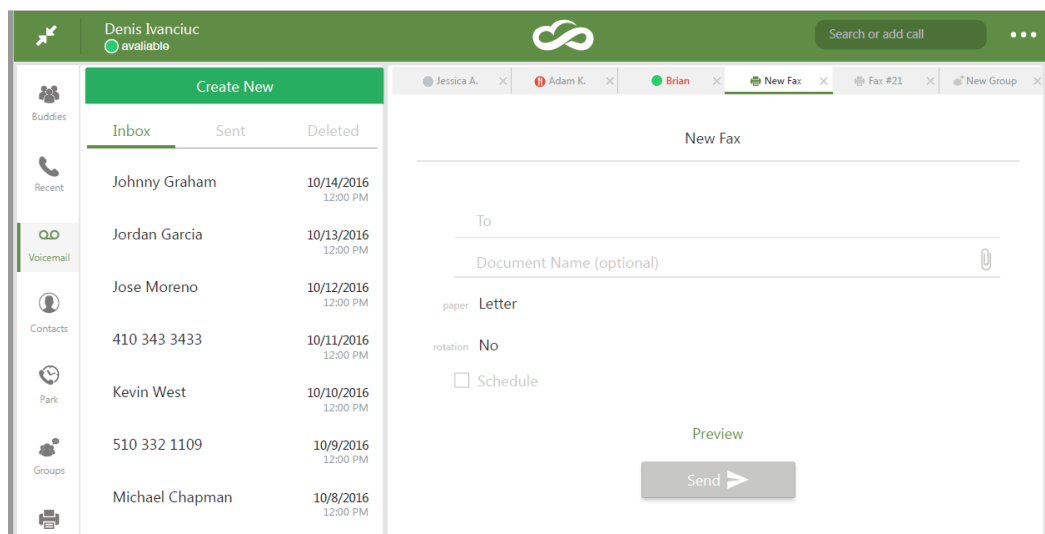 Denis Ivanciuc
avaliable
Search or add call
Buddies
Recent
Voicemail
Contacts
Park
Groups
Create New
Inbox Sent Deleted
Johnny Graham 10/14/2016
12:00 PM
Jordan Garcia 10/13/2016
12:00 PM
Jose Moreno 10/12/2016
12:00 PM
410 343 3433 10/11/2016
12:00 PM
Kevin West 10/10/2016
12:00 PM
510 332 1109 10/9/2016
12:00 PM
Michael Chapman 10/8/2016
12:00 PM
Jessica A. Adam K. Brian New Fax Fax #21 New Group
New Fax
To
Document Name (optional)
paper Letter
rotation No
Schedule
Preview
Send